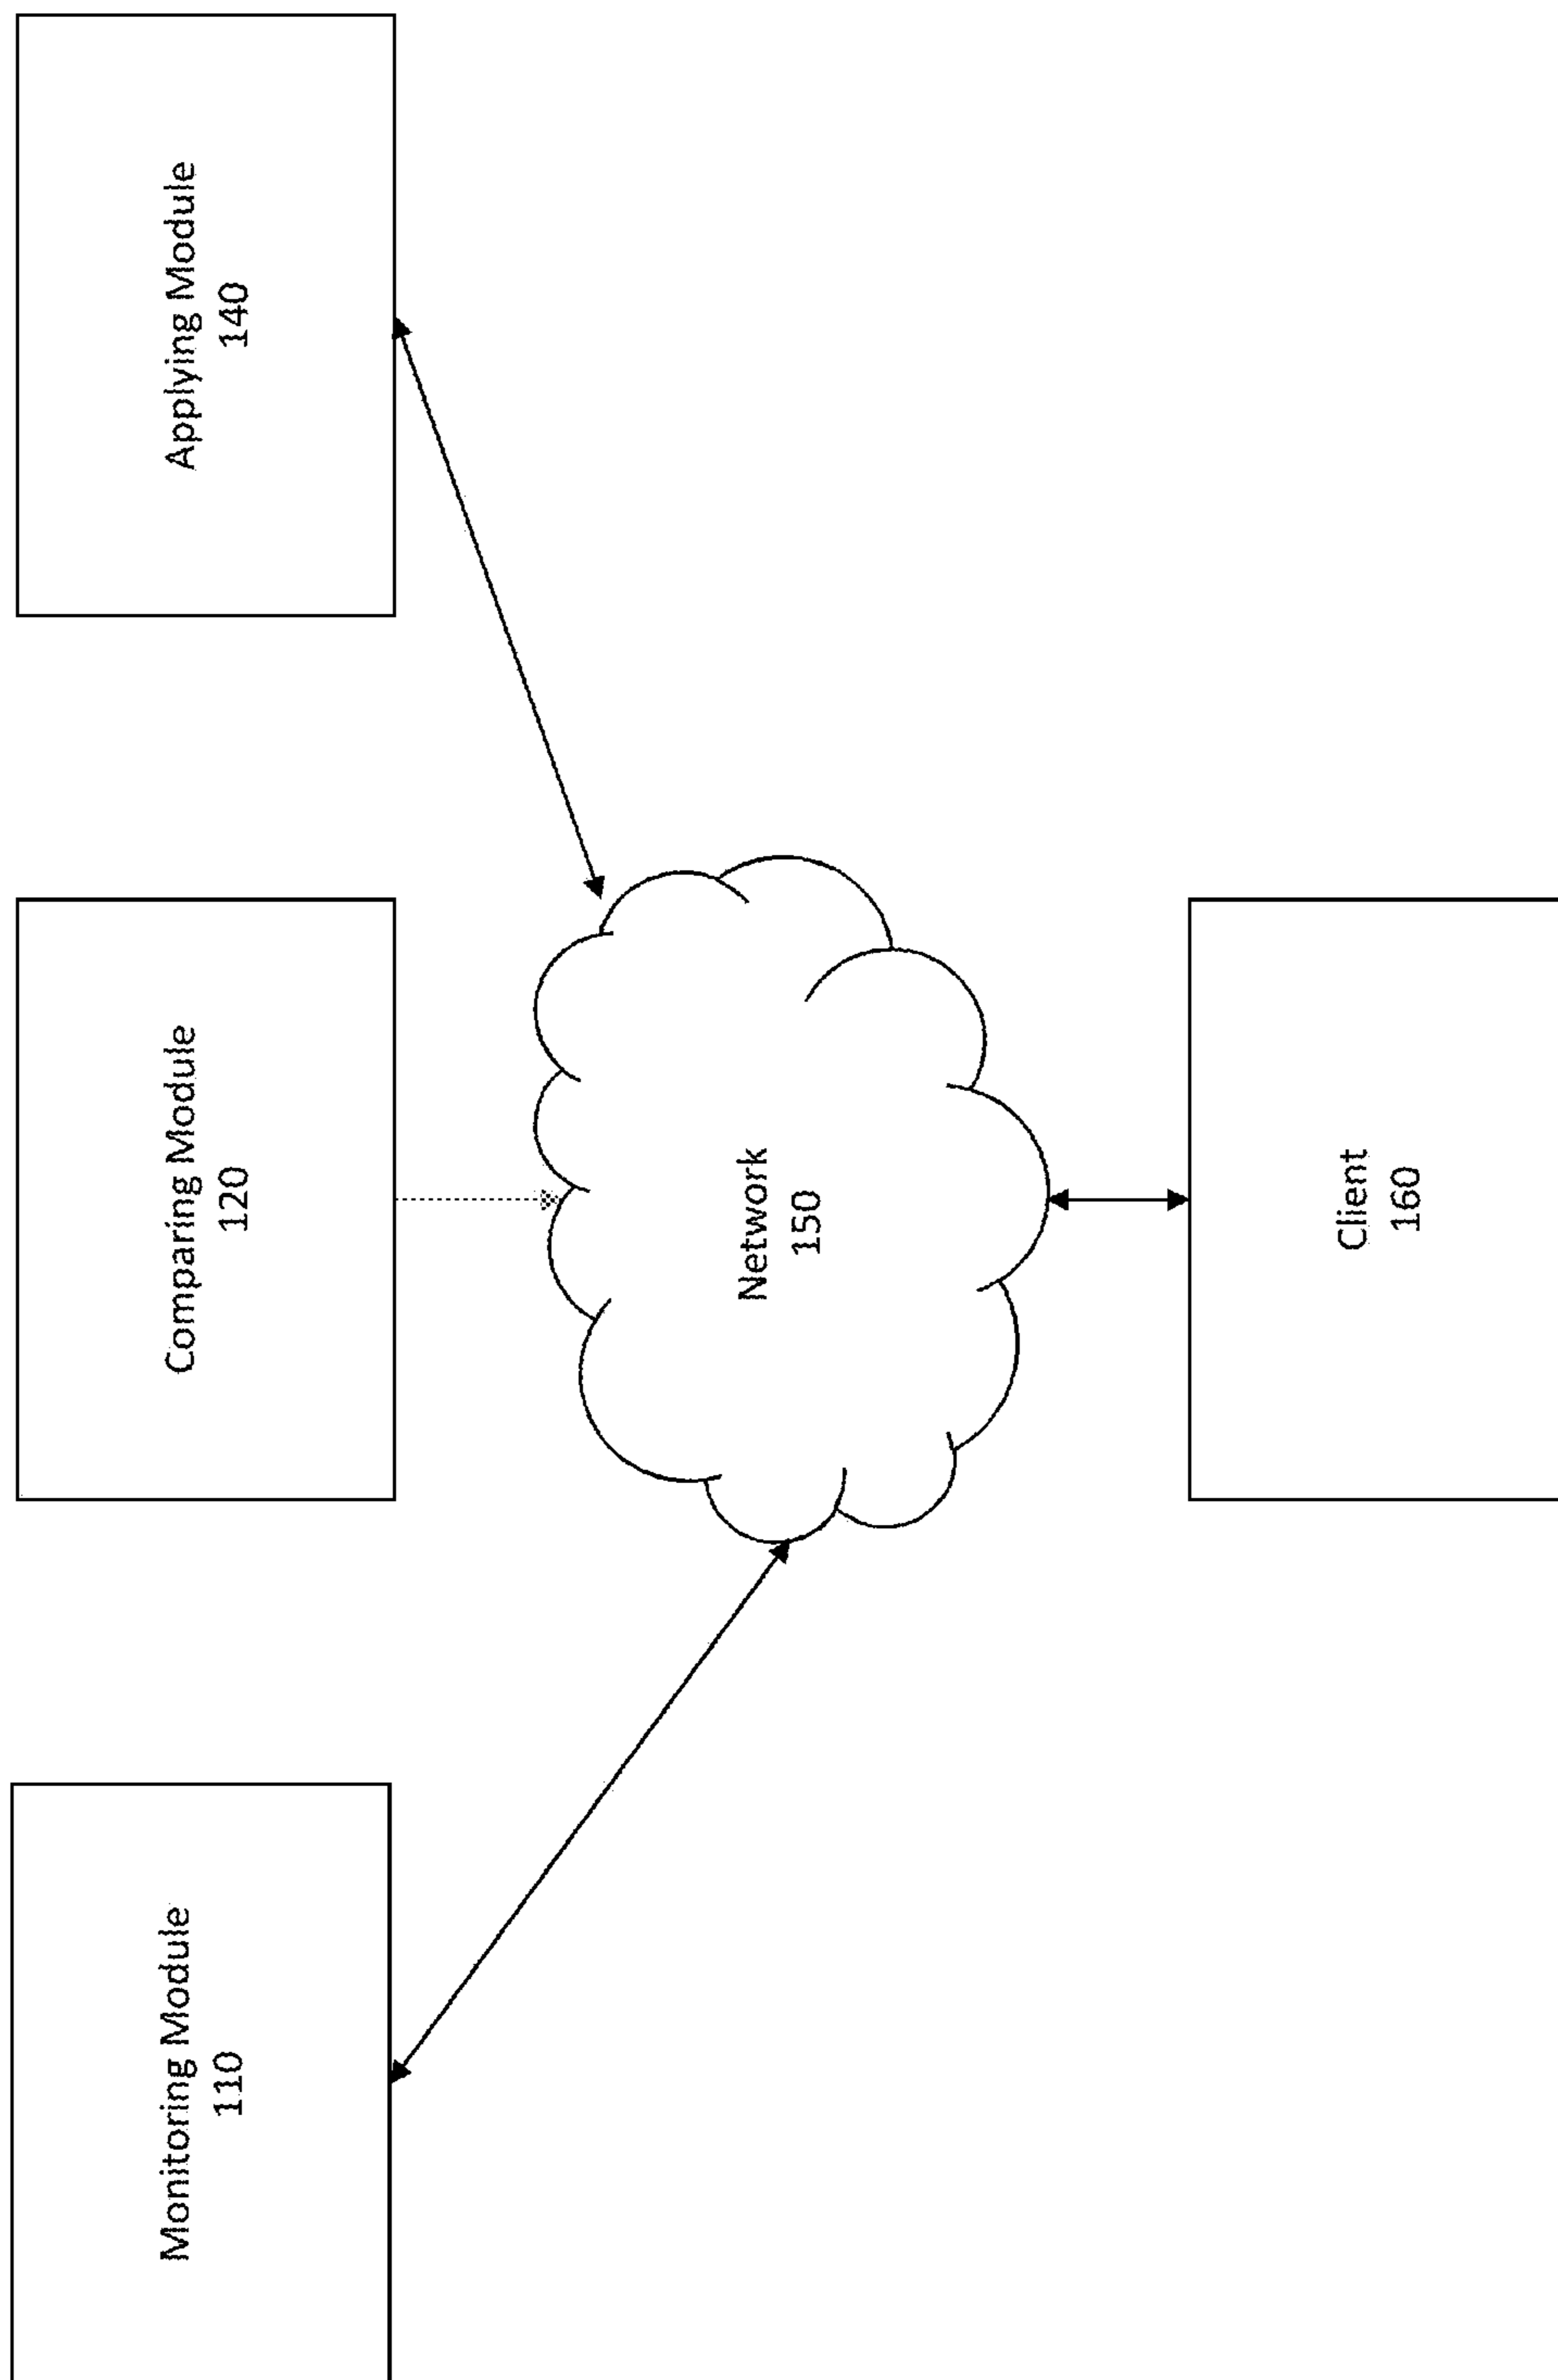 Monitoring Module
110
Comparing Module
120
Applying Module
140
Network
150
Client
160